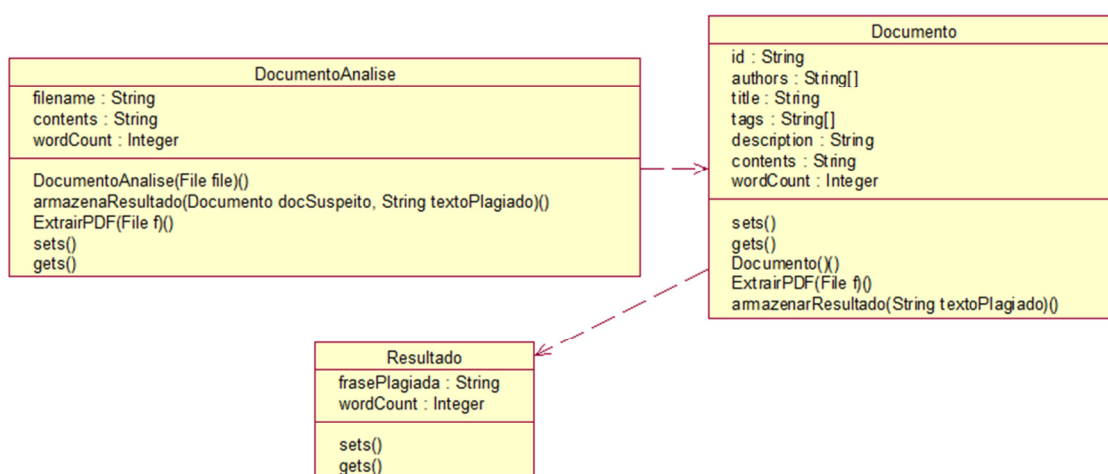 DocumentoAnalise
filename : String
contents : String
wordCount : Integer
DocumentoAnalise(File file)()
armazenaResultado(Documento docSuspeito, String textoPlagiado)()
ExtrairPDF(File f)()
sets()
gets()
Documento
id : String
authors : String[]
title : String
tags : String[]
description : String
contents : String
wordCount : Integer
sets()
gets()
Documento()()
ExtrairPDF(File f)()
armazenarResultado(String textoPlagiado)()
Resultado
frasePlagiada : String
wordCount : Integer
sets()
gets()